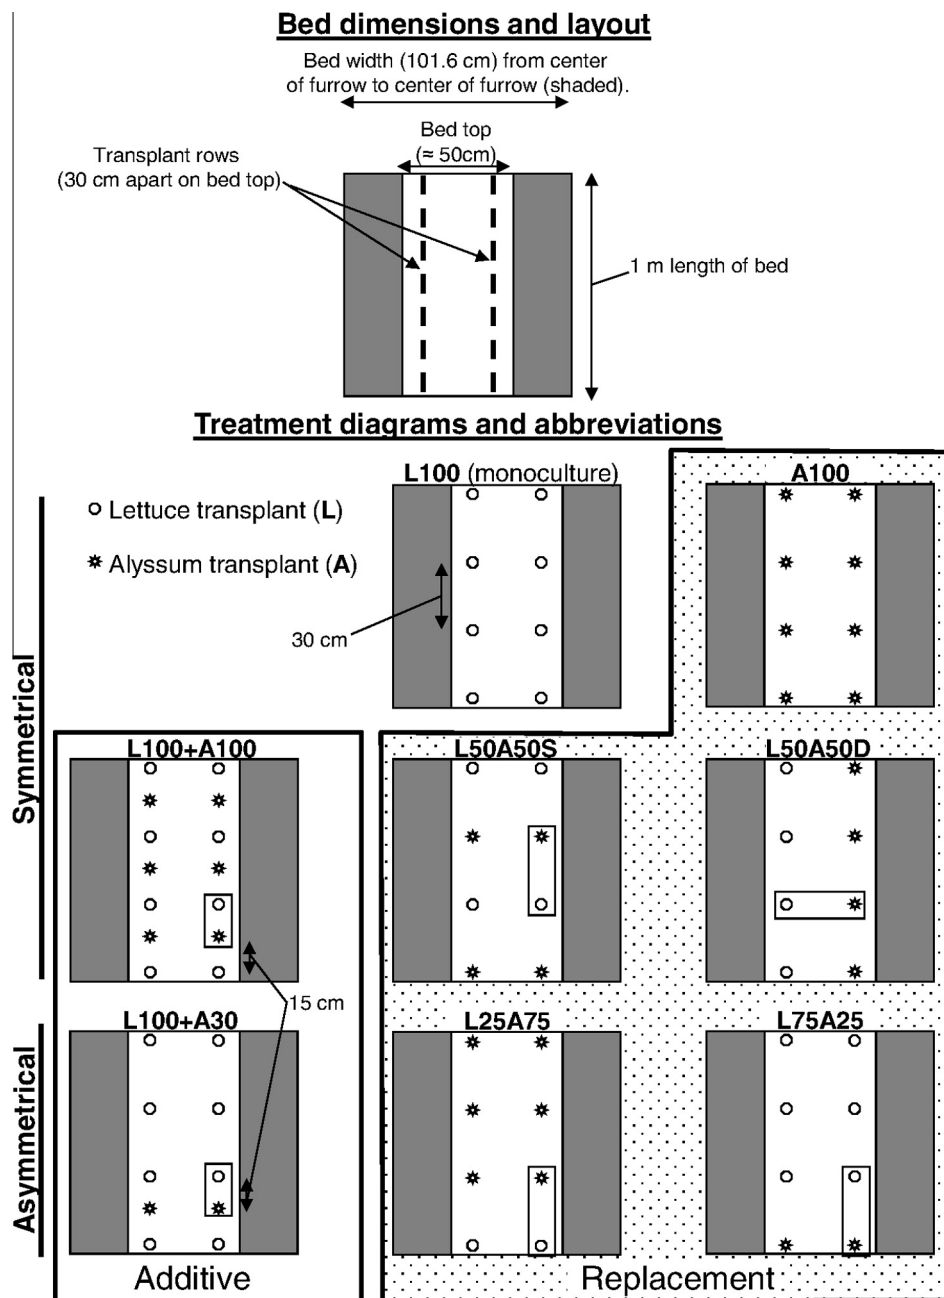 Bed dimensions and layout
Bed width (101.6 cm) from center
of furrow to center of furrow (shaded).
Bed top
(≈ 50cm)
Transplant rows
(30 cm apart on bed top)
1 m length of bed
Treatment diagrams and abbreviations
L100 (monoculture)
A100
Lettuce transplant (L)
Alyssum transplant (A)
30 cm
Symmetrical
L100+A100
L50A50S
L50A50D
15 cm
Asymmetrical
L100+A30
L25A75
L75A25
Additive
Replacement